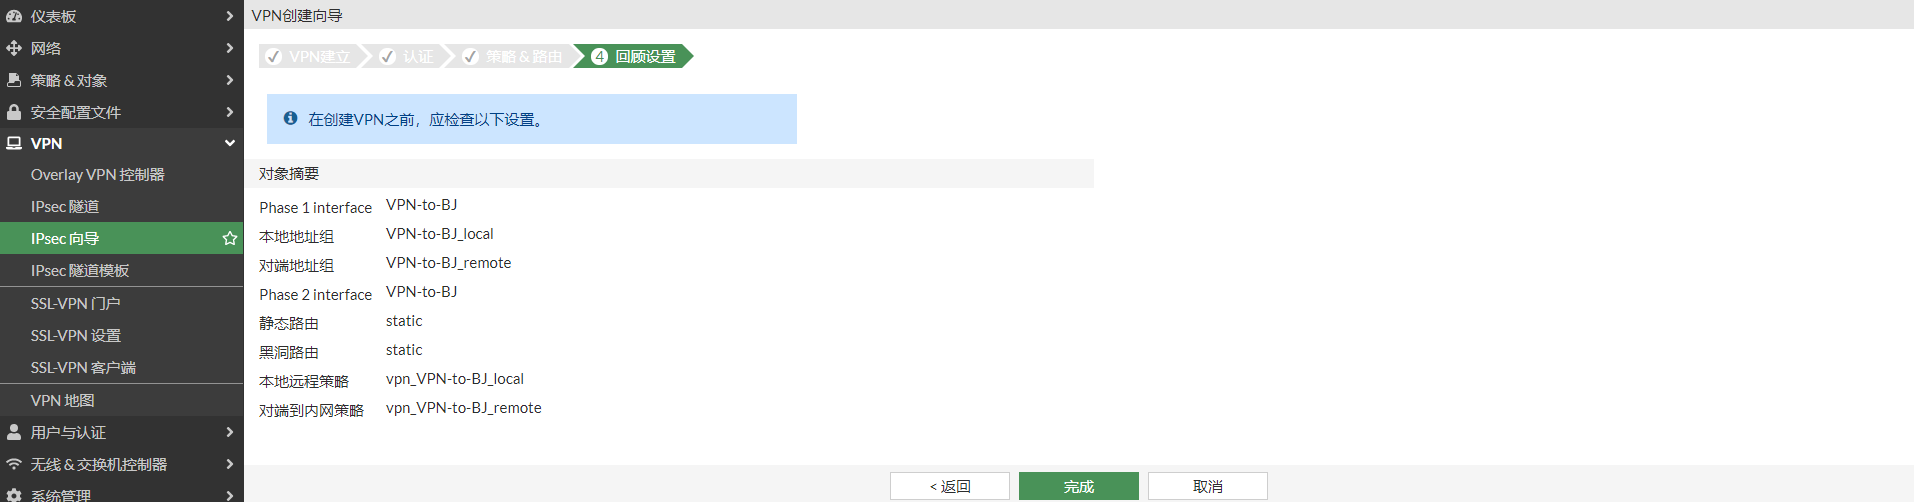 仪表板
网络
策略 & 对象
安全配置文件
VPN
Overlay VPN 控制器
IPsec 隧道
IPsec 向导
IPsec 隧道模板
SSL-VPN 门户
SSL-VPN 设置
SSL-VPN 客户端
VPN 地图
用户与认证
无线 & 交换机控制器
系统管理
VPN创建向导
VPN建立 认证 策略 & 路由 4 回顾设置
在创建VPN之前，应检查以下设置。
对象摘要
Phase 1 interface VPN-to-BJ
本地地址组 VPN-to-BJ_local
对端地址组 VPN-to-BJ_remote
Phase 2 interface VPN-to-BJ
静态路由 static
黑洞路由 static
本地远程策略 vpn_VPN-to-BJ_local
对端到内网策略 vpn_VPN-to-BJ_remote
< 返回 完成 取消